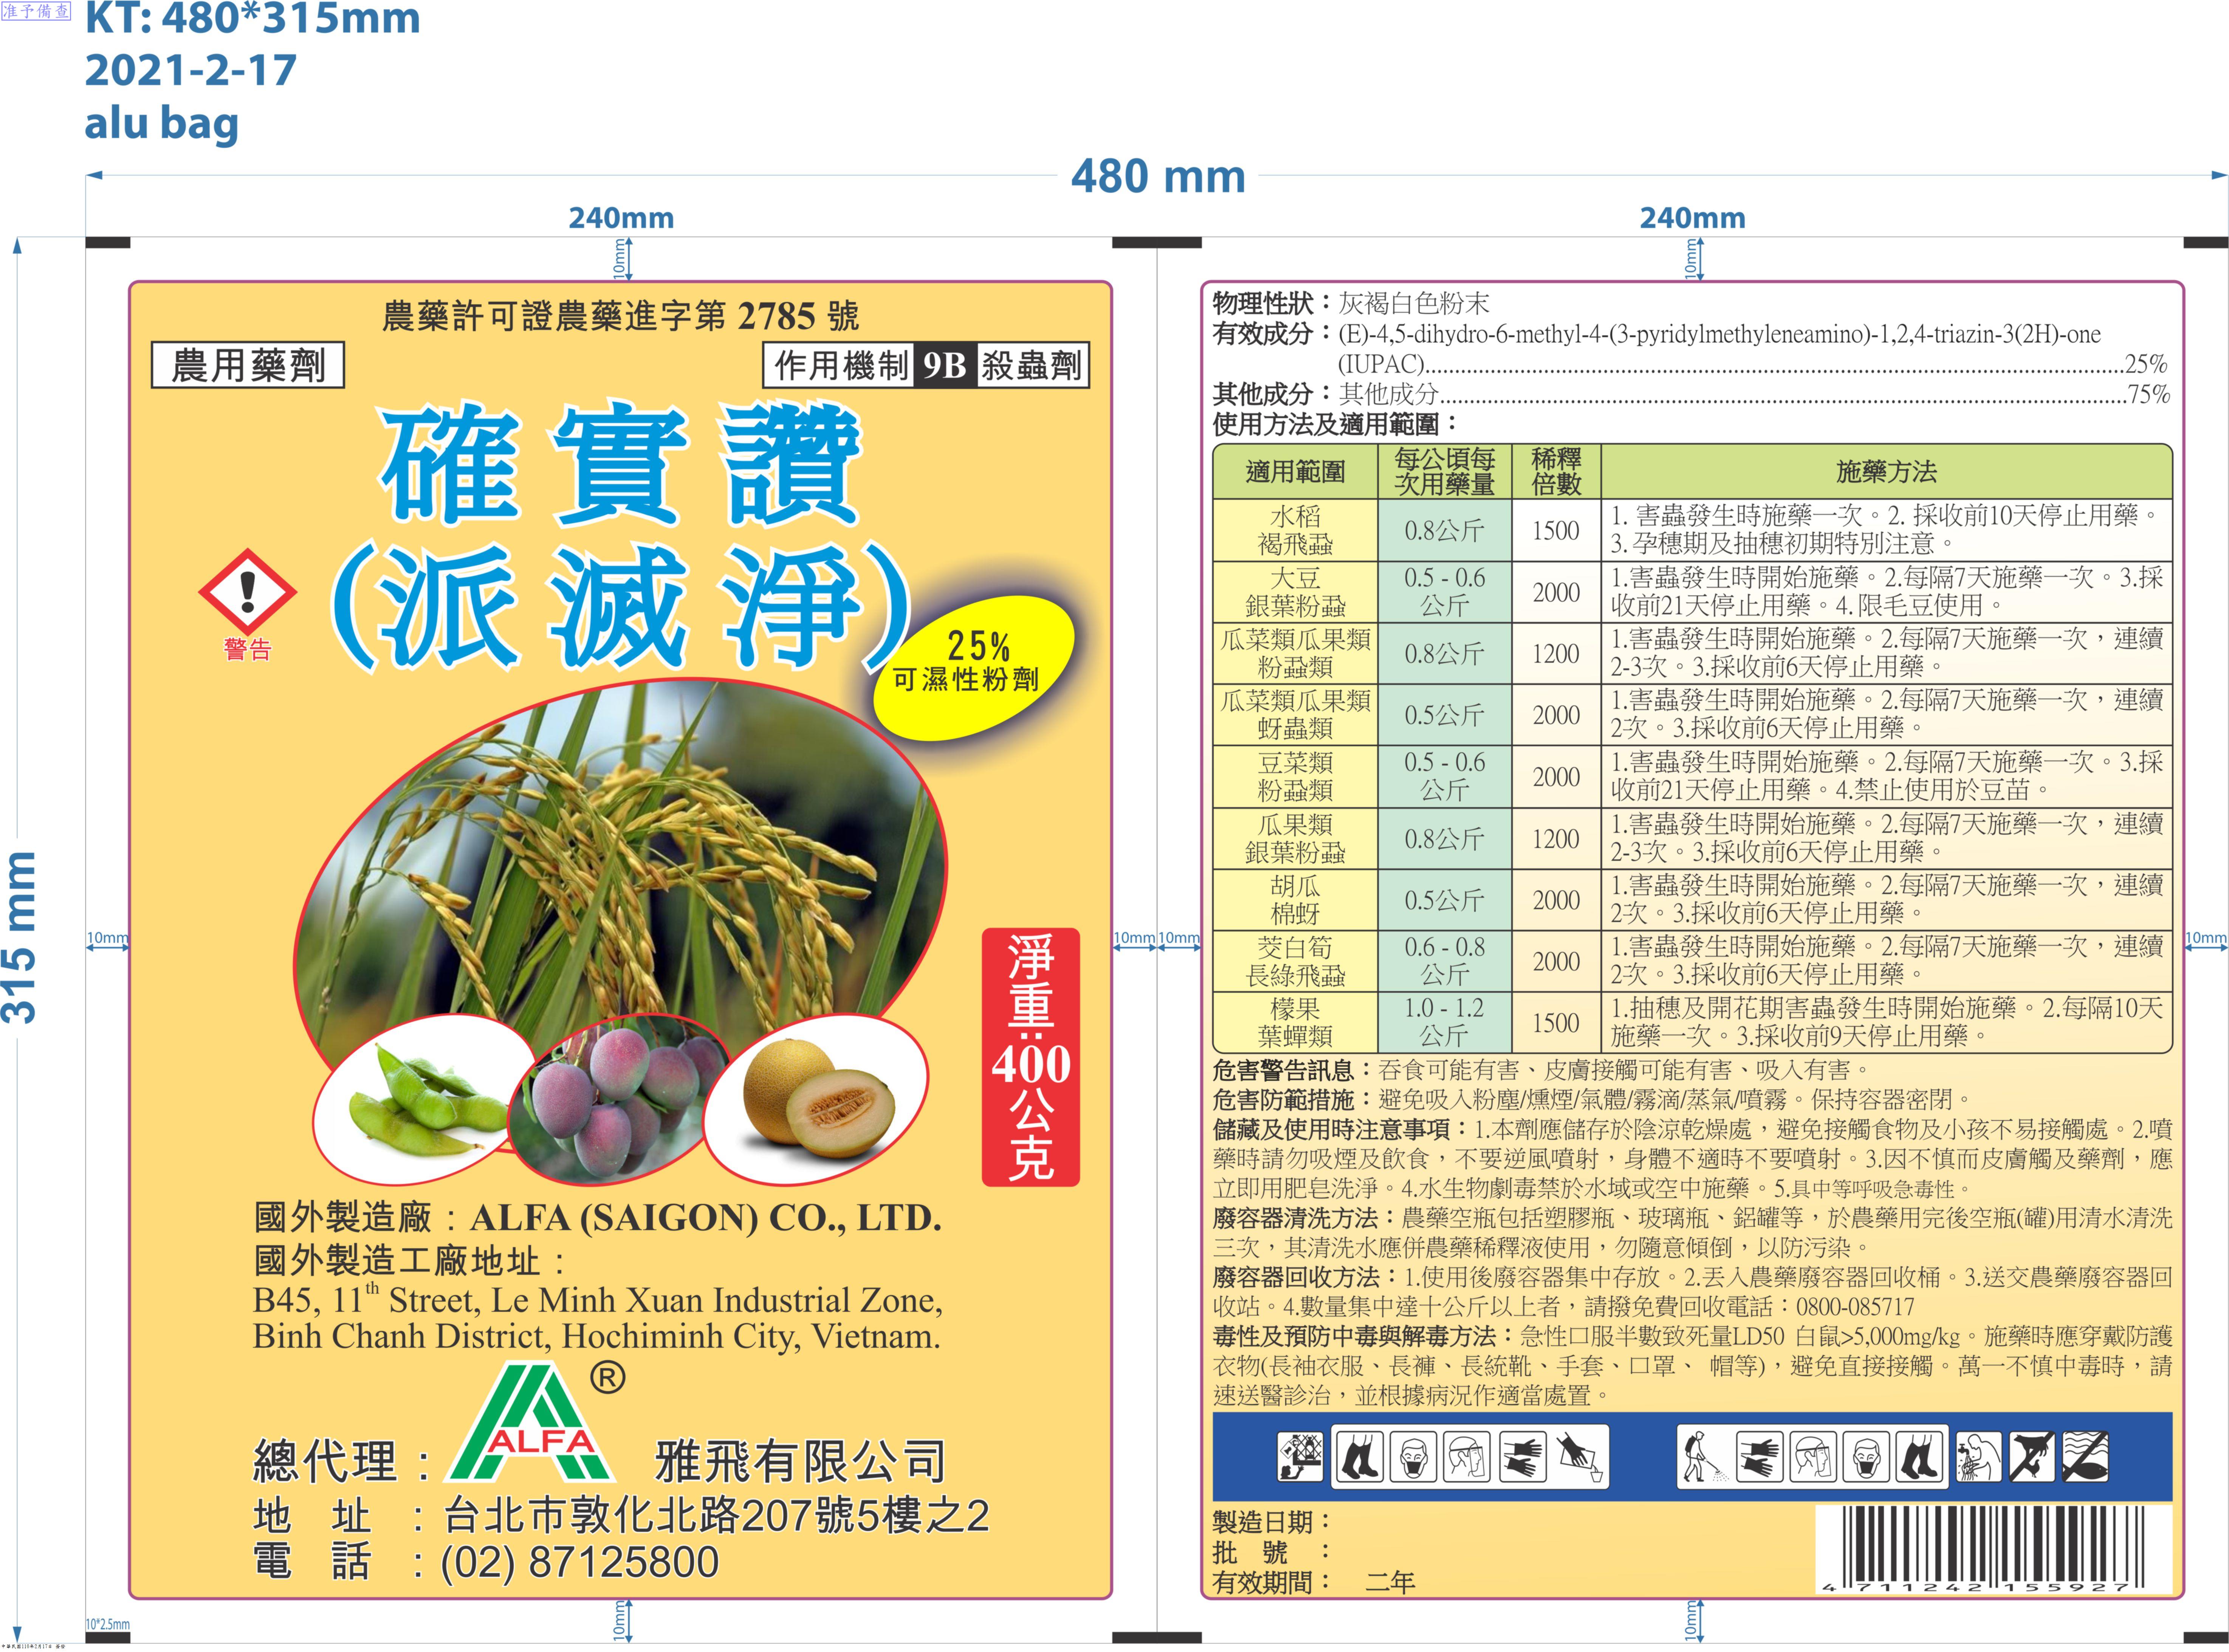 准予備查
KT: 480*315mm
2021-2-17
alu bag
480 mm
240mm
240mm
10mm
10mm
315 mm
農藥許可證農藥進字第 2785 號
農用藥劑
作用機制 9B 殺蟲劑
確實讚
(派滅淨)
警告
25%
可濕性粉劑
淨重:400公克
國外製造廠：ALFA (SAIGON) CO., LTD.
國外製造工廠地址：
B45, 11th Street, Le Minh Xuan Industrial Zone,
Binh Chanh District, Hochiminh City, Vietnam.
®
ALFA
總代理： 雅飛有限公司
地 址 ：台北市敦化北路207號5樓之2
電 話 ：(02) 87125800
10mm
10mm
10mm
10mm
10*2.5mm
10mm
10mm
物理性狀：灰褐白色粉末
有效成分：(E)-4,5-dihydro-6-methyl-4-(3-pyridylmethyleneamino)-1,2,4-triazin-3(2H)-one
(IUPAC)....25%
其他成分：其他成分....75%
使用方法及適用範圍：
適用範圍 每公頃每次用藥量 稀釋倍數 施藥方法
水稻 0.8公斤 1500 1. 害蟲發生時施藥一次。2. 採收前10天停止用藥。
褐飛蝨 3. 孕穗期及抽穗初期特別注意。
大豆 0.5 - 0.6 2000 1.害蟲發生時開始施藥。2.每隔7天施藥一次。3.採
銀葉粉蝨 公斤 收前21天停止用藥。4.限毛豆使用。
瓜菜類瓜果類 0.8公斤 1200 1.害蟲發生時開始施藥。2.每隔7天施藥一次，連續
粉蝨類 2-3次。3.採收前6天停止用藥。
瓜菜類瓜果類 0.5公斤 2000 1.害蟲發生時開始施藥。2.每隔7天施藥一次，連續
蚜蟲類 2次。3.採收前6天停止用藥。
豆菜類 0.5 - 0.6 2000 1.害蟲發生時開始施藥。2.每隔7天施藥一次。3.採
粉蝨類 公斤 收前21天停止用藥。4.禁止使用於豆苗。
瓜果類 0.8公斤 1200 1.害蟲發生時開始施藥。2.每隔7天施藥一次，連續
銀葉粉蝨 2-3次。3.採收前6天停止用藥。
胡瓜 0.5公斤 2000 1.害蟲發生時開始施藥。2.每隔7天施藥一次，連續
棉蚜 2次。3.採收前6天停止用藥。
茭白筍 0.6 - 0.8 2000 1.害蟲發生時開始施藥。2.每隔7天施藥一次，連續
長綠飛蝨 公斤 2次。3.採收前6天停止用藥。
檬果 1.0 - 1.2 1500 1.抽穗及開花期害蟲發生時開始施藥。2.每隔10天
葉蟬類 公斤 施藥一次。3.採收前9天停止用藥。
危害警告訊息：吞食可能有害、皮膚接觸可能有害、吸入有害。
危害防範措施：避免吸入粉塵/燻煙/氣體/霧滴/蒸氣/噴霧。保持容器密閉。
儲藏及使用時注意事項：1.本劑應儲存於陰涼乾燥處，避免接觸食物及小孩不易接觸處。2.噴
藥時請勿吸煙及飲食，不要逆風噴射，身體不適時不要噴射。3.因不慎而皮膚觸及藥劑，應
立即用肥皂洗淨。4.水生物劇毒禁於水域或空中施藥。5.具中等呼吸急毒性。
廢容器清洗方法：農藥空瓶包括塑膠瓶、玻璃瓶、鋁罐等，於農藥用完後空瓶(罐)用清水清洗
三次，其清洗水應併農藥稀釋液使用，勿隨意傾倒，以防污染。
廢容器回收方法：1.使用後廢容器集中存放。2.丟入農藥廢容器回收桶。3.送交農藥廢容器回
收站。4.數量集中達十公斤以上者，請撥免費回收電話：0800-085717
毒性及預防中毒與解毒方法：急性口服半數致死量LD50 白鼠>5,000mg/kg。施藥時應穿戴防護
衣物(長袖衣服、長褲、長統靴、手套、口罩、 帽等)，避免直接接觸。萬一不慎中毒時，請
速送醫診治，並根據病況作適當處置。
製造日期：
批 號 ：
有效期間： 二年
4 711242 155927
10mm
10mm